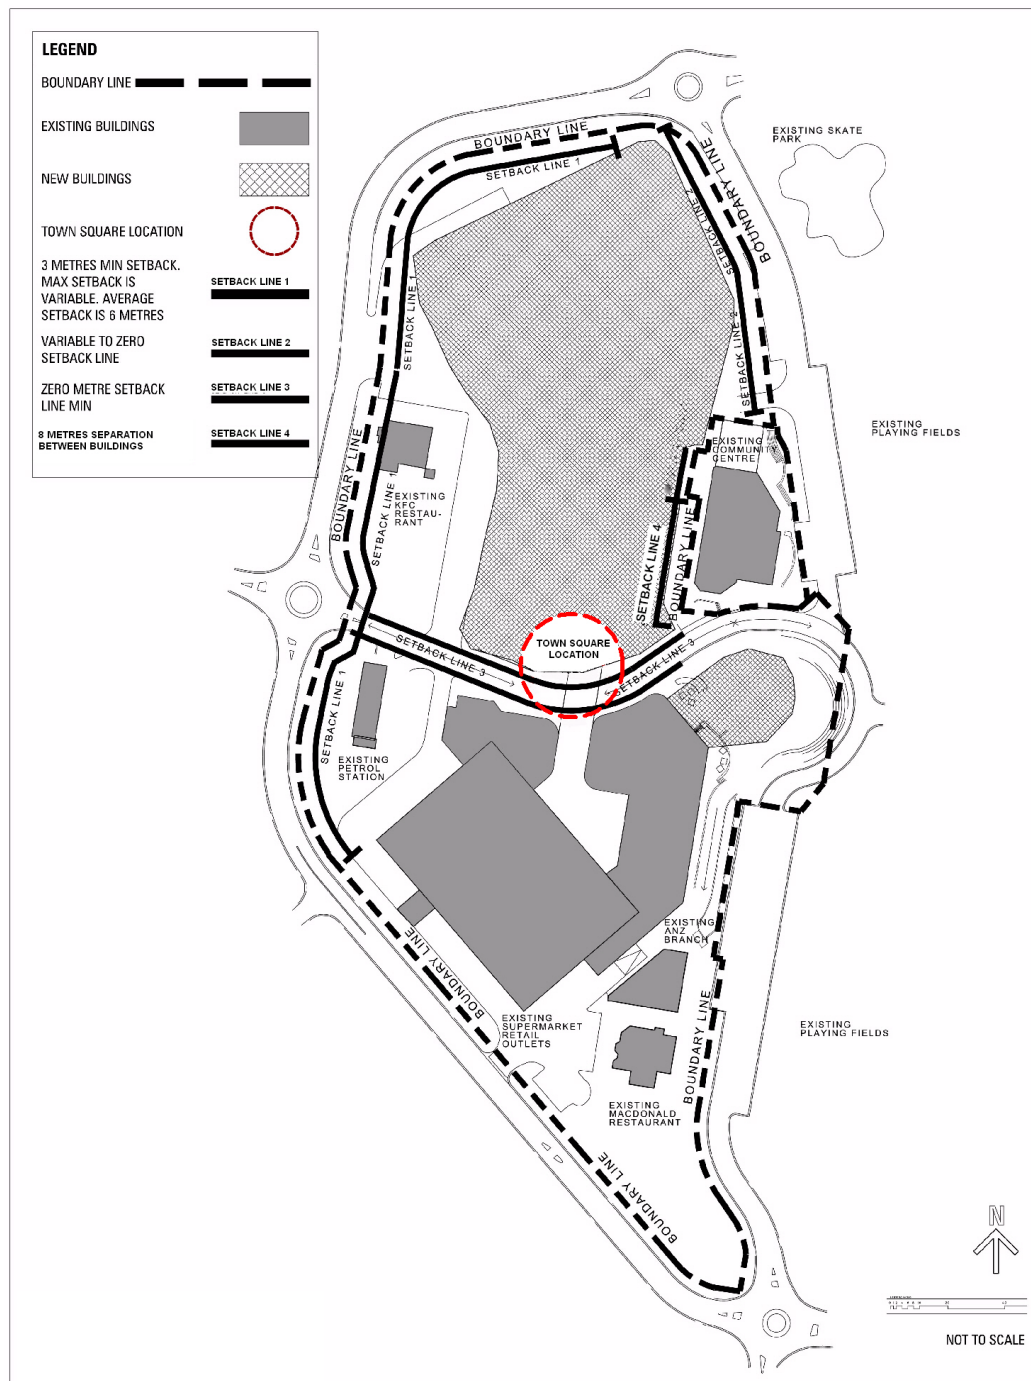 LEGEND
BOUNDARY LINE
EXISTING BUILDINGS
NEW BUILDINGS
TOWN SQUARE LOCATION
3 METRES MIN SETBACK.
MAX SETBACK IS
VARIABLE. AVERAGE
SETBACK IS 6 METRES
SETBACK LINE 1
VARIABLE TO ZERO
SETBACK LINE
SETBACK LINE 2
ZERO METRE SETBACK
LINE MIN
SETBACK LINE 3
8 METRES SEPARATION
BETWEEN BUILDINGS
SETBACK LINE 4
BOUNDARY LINE
SETBACK LINE 1
BOUNDARY LINE
SETBACK LINE 2
EXISTING SKATE
PARK
SETBACK LINE 1
SETBACK LINE 2
EXISTING
PLAYING FIELDS
EXISTING
COMMUNITY
CENTRE
BOUNDARY LINE
SETBACK LINE 1
EXISTING
KFC
RESTAU-
RANT
SETBACK LINE 4
BOUNDARY LINE
TOWN SQUARE
LOCATION
SETBACK LINE 3
SETBACK LINE 3
SETBACK LINE 1
EXISTING
PETROL
STATION
EXISTING
ANZ
BRANCH
BOUNDARY LINE
EXISTING
SUPERMARKET
RETAIL
OUTLETS
BOUNDARY LINE
EXISTING
PLAYING FIELDS
EXISTING
MACDONALD
RESTAURANT
BOUNDARY LINE
N
NOT TO SCALE